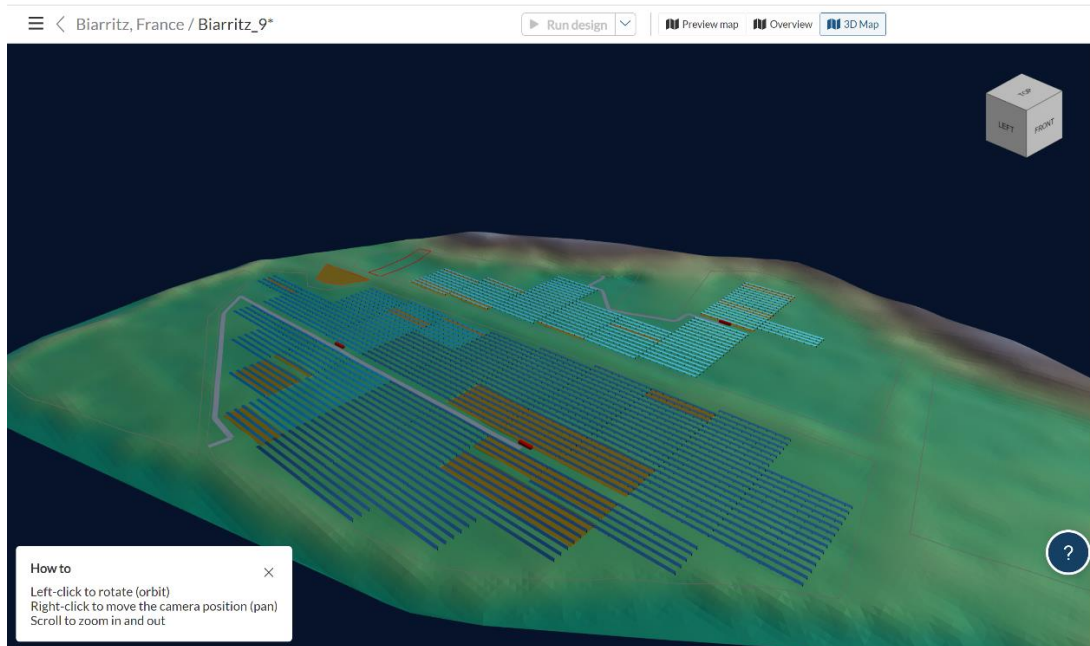 Biarritz, France / Biarritz_9*
Run design
Preview map
Overview
3D Map
TOP
LEFT
FRONT
How to
Left-click to rotate (orbit)
Right-click to move the camera position (pan)
Scroll to zoom in and out
?